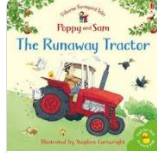 Usborne Farmyard Tales
Poppy and Sam
The Runaway Tractor
Illustrated by Stephen Cartwright